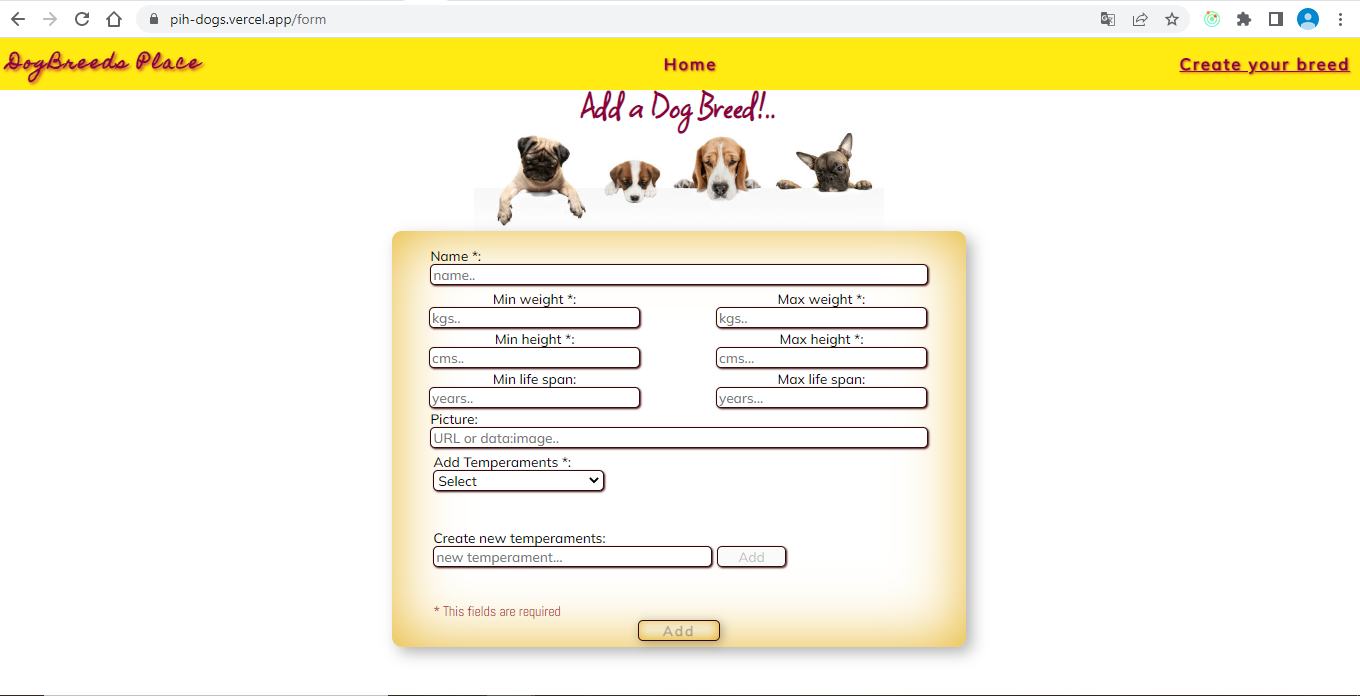 pih-dogs.vercel.app/form
DogBreeds Place Home Create your breed
Add a Dog Breed!..
Name *:
name..
Min weight *: Max weight *:
kgs.. kgs..
Min height *: Max height *:
cms.. cms...
Min life span: Max life span:
years.. years...
Picture:
URL or data:image..
Add Temperaments *:
Select
Create new temperaments:
new temperament... Add
* This fields are required
Add